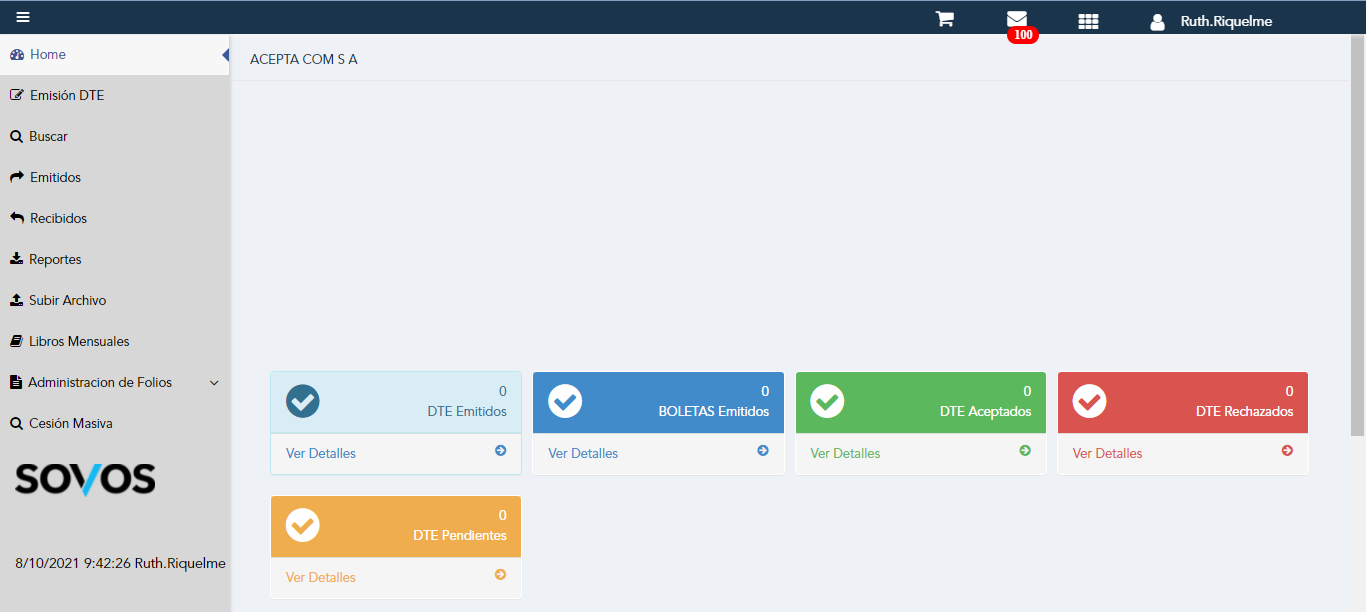 100
Ruth.Riquelme
Home
Emisión DTE
Buscar
Emitidos
Recibidos
Reportes
Subir Archivo
Libros Mensuales
Administracion de Folios
Cesión Masiva
SOVOS
8/10/2021 9:42:26 Ruth.Riquelme
ACEPTA COM S A
0
DTE Emitidos
Ver Detalles
0
BOLETAS Emitidos
Ver Detalles
0
DTE Aceptados
Ver Detalles
0
DTE Rechazados
Ver Detalles
0
DTE Pendientes
Ver Detalles